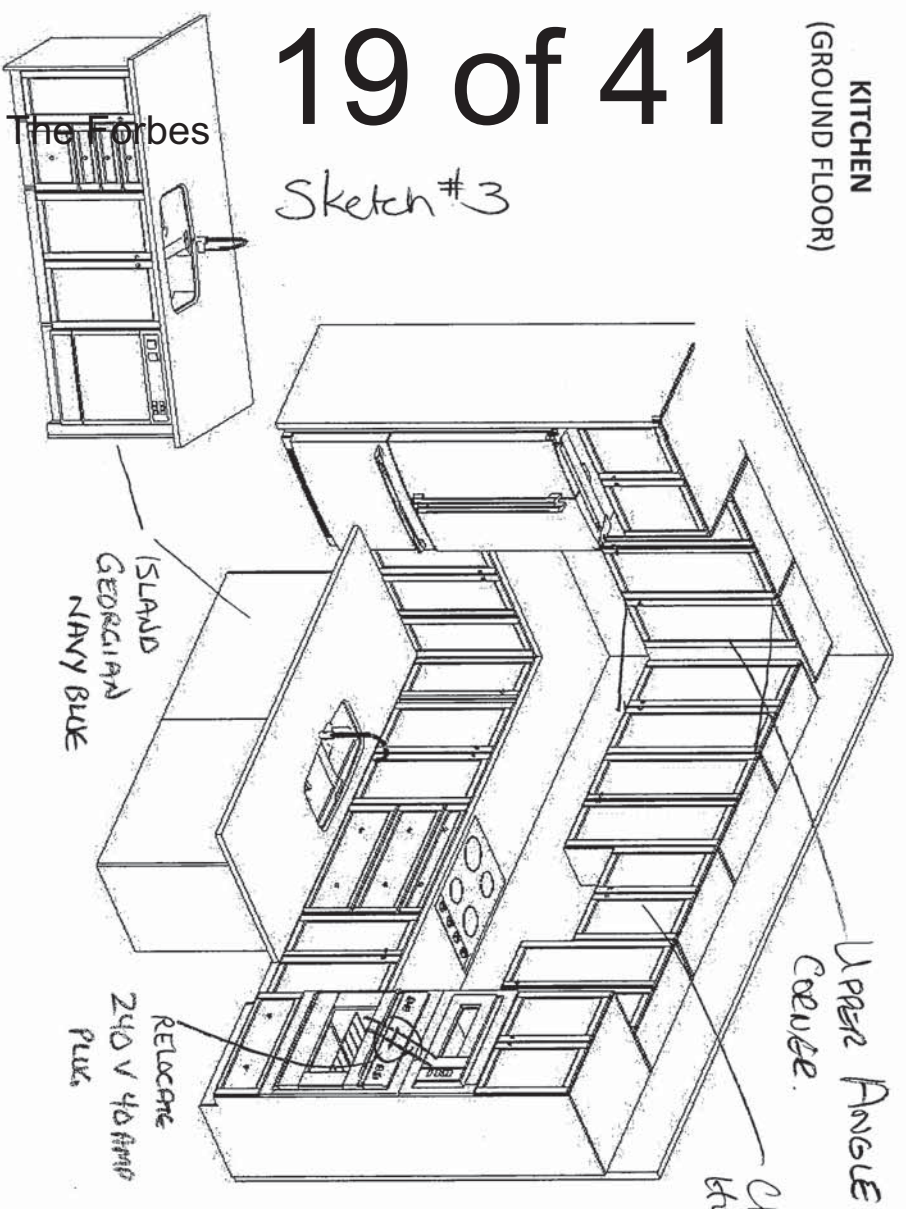 19 of 41
The Forbes
Sketch #3
KITCHEN
(GROUND FLOOR)
ISLAND
GEORGIAN
NAVY BLUE
UPPER ANGLE
CORNER.
RELOCATE
240 V 40 AMP
PLUG.